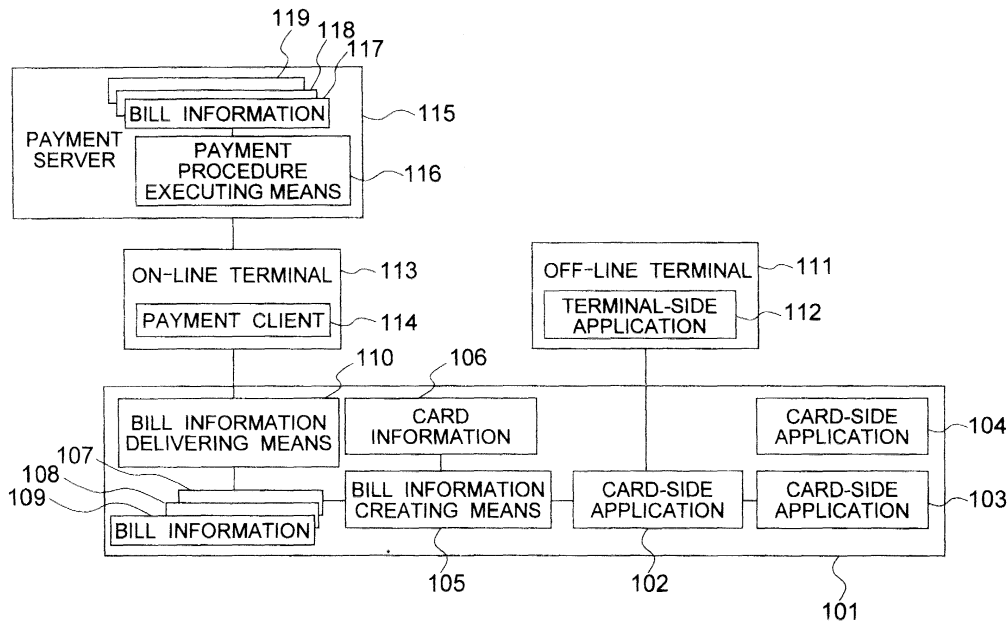 119
118
117
BILL INFORMATION
115
PAYMENT
SERVER
PAYMENT
PROCEDURE
EXECUTING MEANS
116
ON-LINE TERMINAL
113
PAYMENT CLIENT
114
OFF-LINE TERMINAL
111
TERMINAL-SIDE
APPLICATION
112
110
106
BILL INFORMATION
DELIVERING MEANS
CARD
INFORMATION
CARD-SIDE
APPLICATION
104
107
108
109
BILL INFORMATION
BILL INFORMATION
CREATING MEANS
CARD-SIDE
APPLICATION
CARD-SIDE
APPLICATION
103
105
102
101